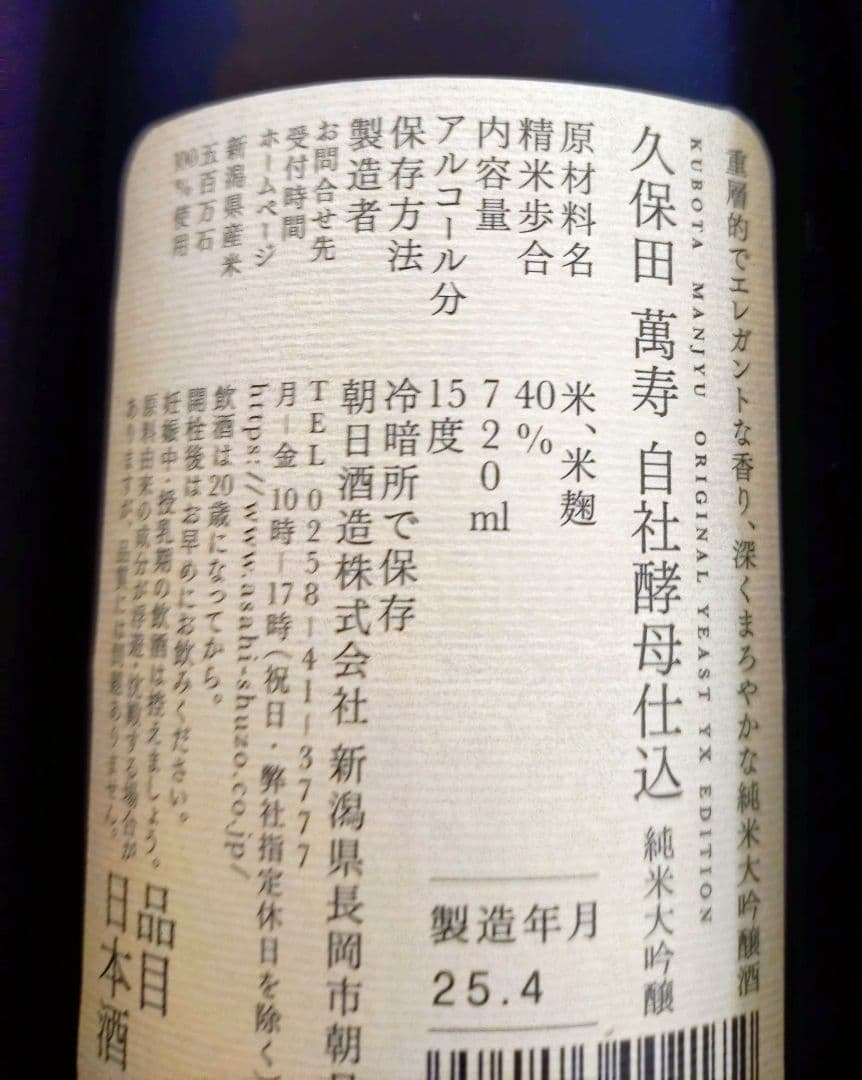 重層的でエレガントな香り、深くまろやかな純米大吟醸酒
KUBOTA MANJYU ORIGINAL YEAST YX EDITION
久保田 萬寿 自社酵母仕込 純米大吟醸
原材料名 米、米麹
精米歩合 40%
内容量 720ml
アルコール分 15度
保存方法 冷暗所で保存
製造者 朝日酒造株式会社 新潟県長岡市朝
お問合せ先 TEL 0258-41-3777
受付時間 月-金 10時-17時(祝日・弊社指定休日を除く)
ホームページ https://www.asahi-shuzo.co.jp/
新潟県産米
五百万石
100%使用
飲酒は20歳になってから。
開栓後はお早めにお飲みください。
妊娠中・授乳期の飲酒は控えましょう。
原料由来の成分が浮遊・沈殿する場合が
ありますが、品質には問題ありません。
品目
日本酒
製造年月
25.4